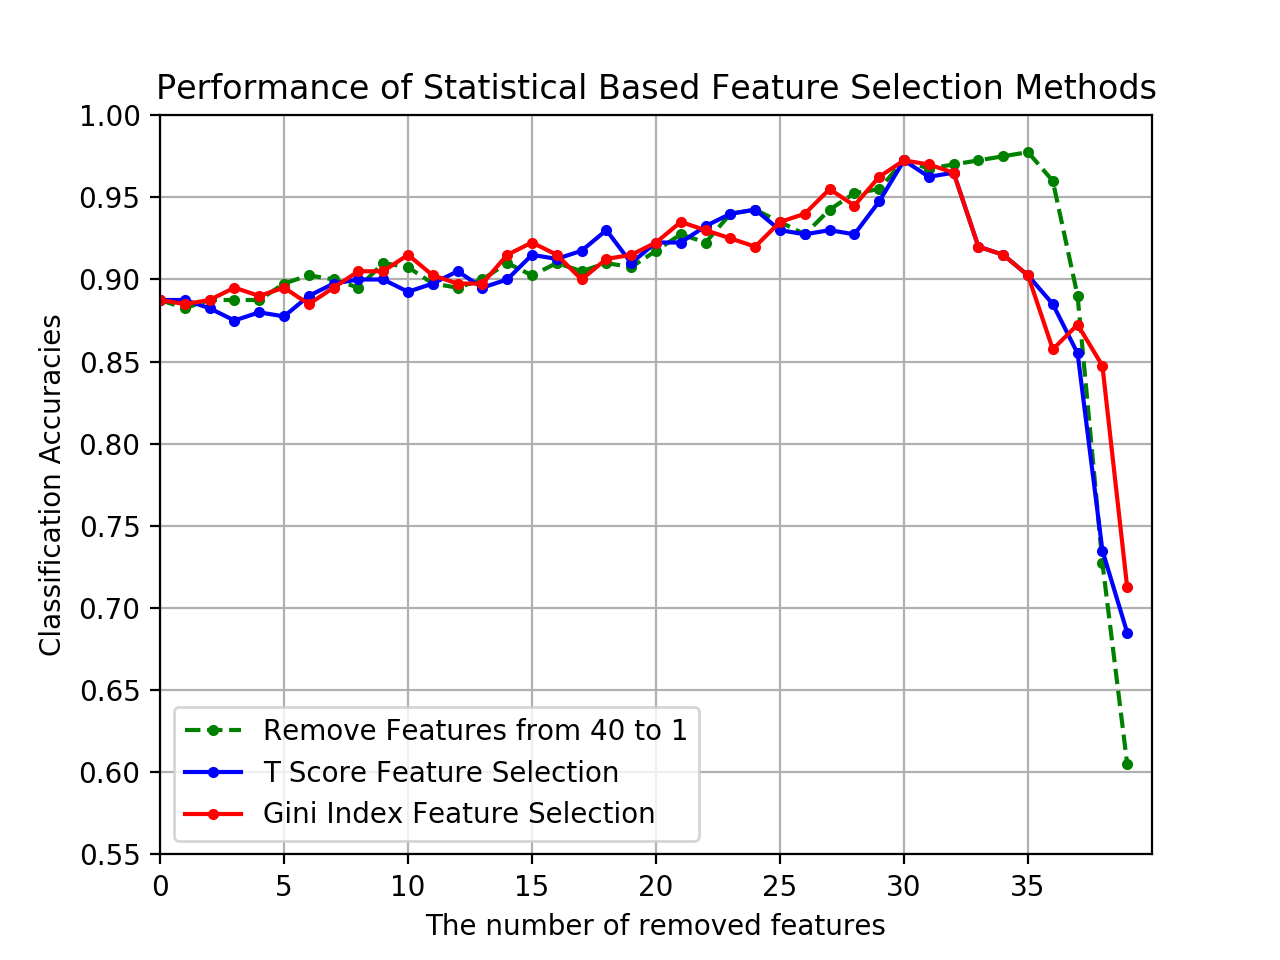 Performance of Statistical Based Feature Selection Methods
1.00
0.95
0.90
0.85
0.80
0.75
0.70
0.65
0.60
0.55
Classification Accuracies
Remove Features from 40 to 1
T Score Feature Selection
Gini Index Feature Selection
0 5 10 15 20 25 30 35
The number of removed features